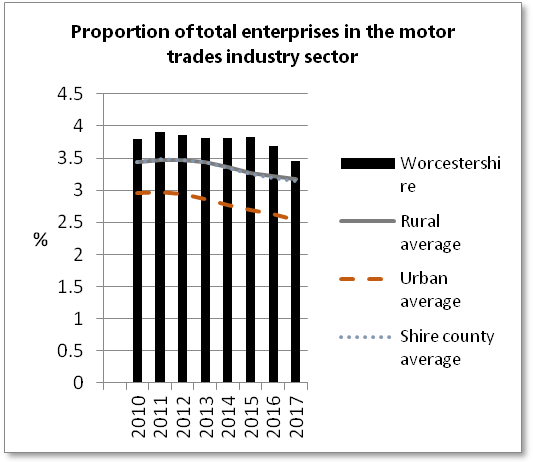 Proportion of total enterprises in the motor
trades industry sector
4.5
4
3.5
3
2.5
2
1.5
1
0.5
0
%
2010
2011
2012
2013
2014
2015
2016
2017
Worcestershi
re
Rural
average
Urban
average
Shire county
average